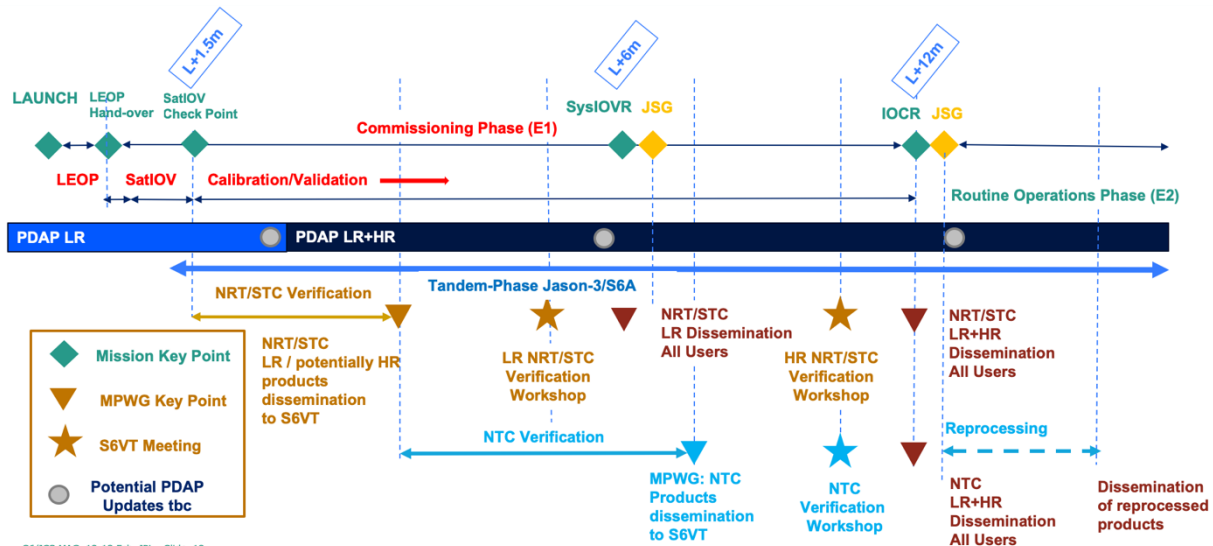 L+1.5m
L+6m
L+12m
LAUNCH
LEOP
Hand-over
SatIOV
Check Point
SysIOVR
JSG
IOCR
JSG
Commissioning Phase (E1)
LEOP
SatIOV
Calibration/Validation
Routine Operations Phase (E2)
PDAP LR
PDAP LR+HR
Tandem-Phase Jason-3/S6A
NRT/STC Verification
NRT/STC
LR / potentially HR
products
dissemination
to S6VT
LR NRT/STC
Verification
Workshop
NRT/STC
LR Dissemination
All Users
HR NRT/STC
Verification
Workshop
NRT/STC
LR+HR
Dissemination
All Users
Mission Key Point
MPWG Key Point
S6VT Meeting
Potential PDAP
Updates tbc
NTC Verification
MPWG: NTC
Products
dissemination
to S6VT
NTC
Verification
Workshop
Reprocessing
NTC
LR+HR
Dissemination
All Users
Dissemination
of reprocessed
products